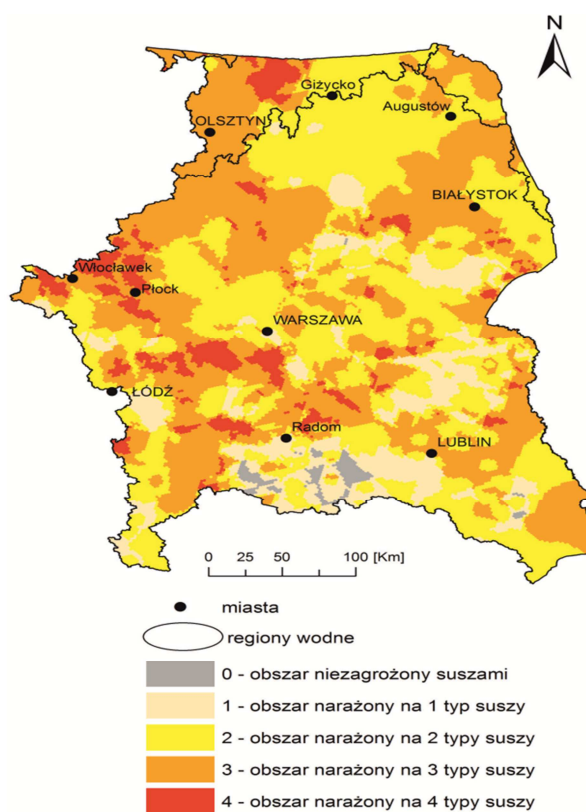 N
Giżycko
Augustów
OLSZTYN
BIAŁYSTOK
Włocławek
Płock
WARSZAWA
ŁÓDŹ
Radom
LUBLIN
0 25 50 100 [Km]
miasta
regiony wodne
0 - obszar niezagrożony suszami
1 - obszar narażony na 1 typ suszy
2 - obszar narażony na 2 typy suszy
3 - obszar narażony na 3 typy suszy
4 - obszar narażony na 4 typy suszy